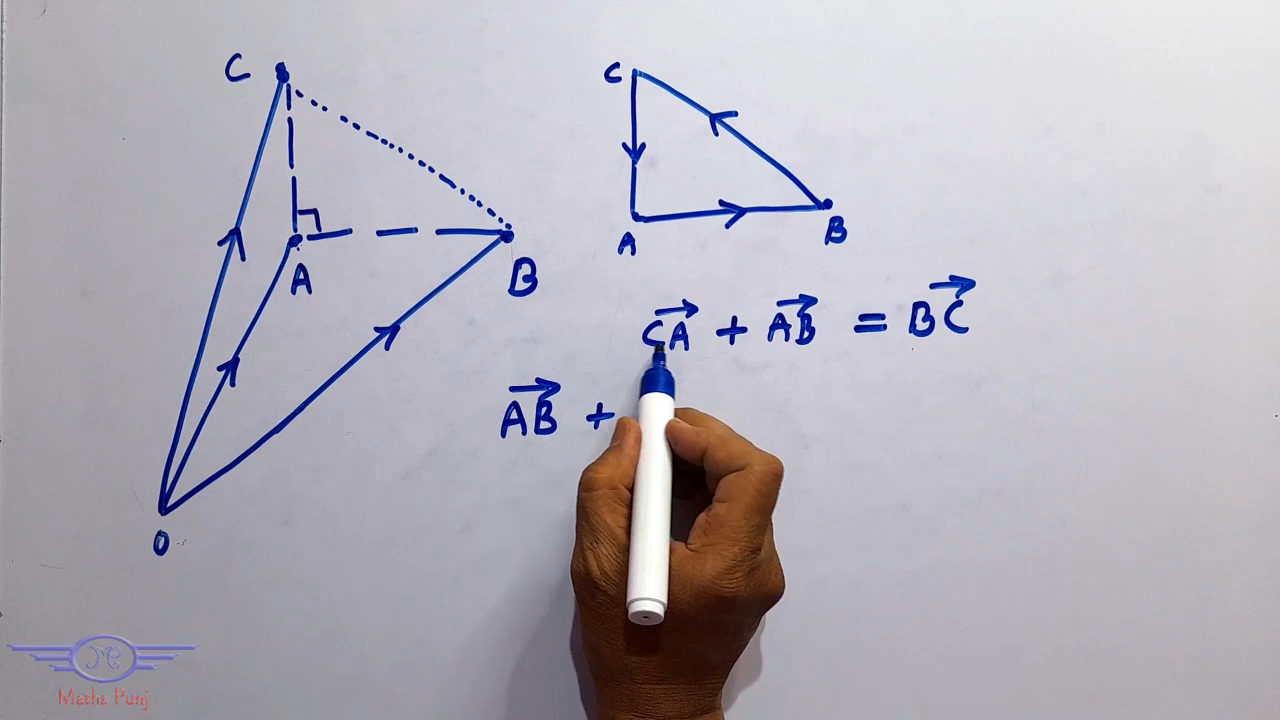 C
A
B
O
C
A
B
CA + AB = BC
AB +
Maths Punj